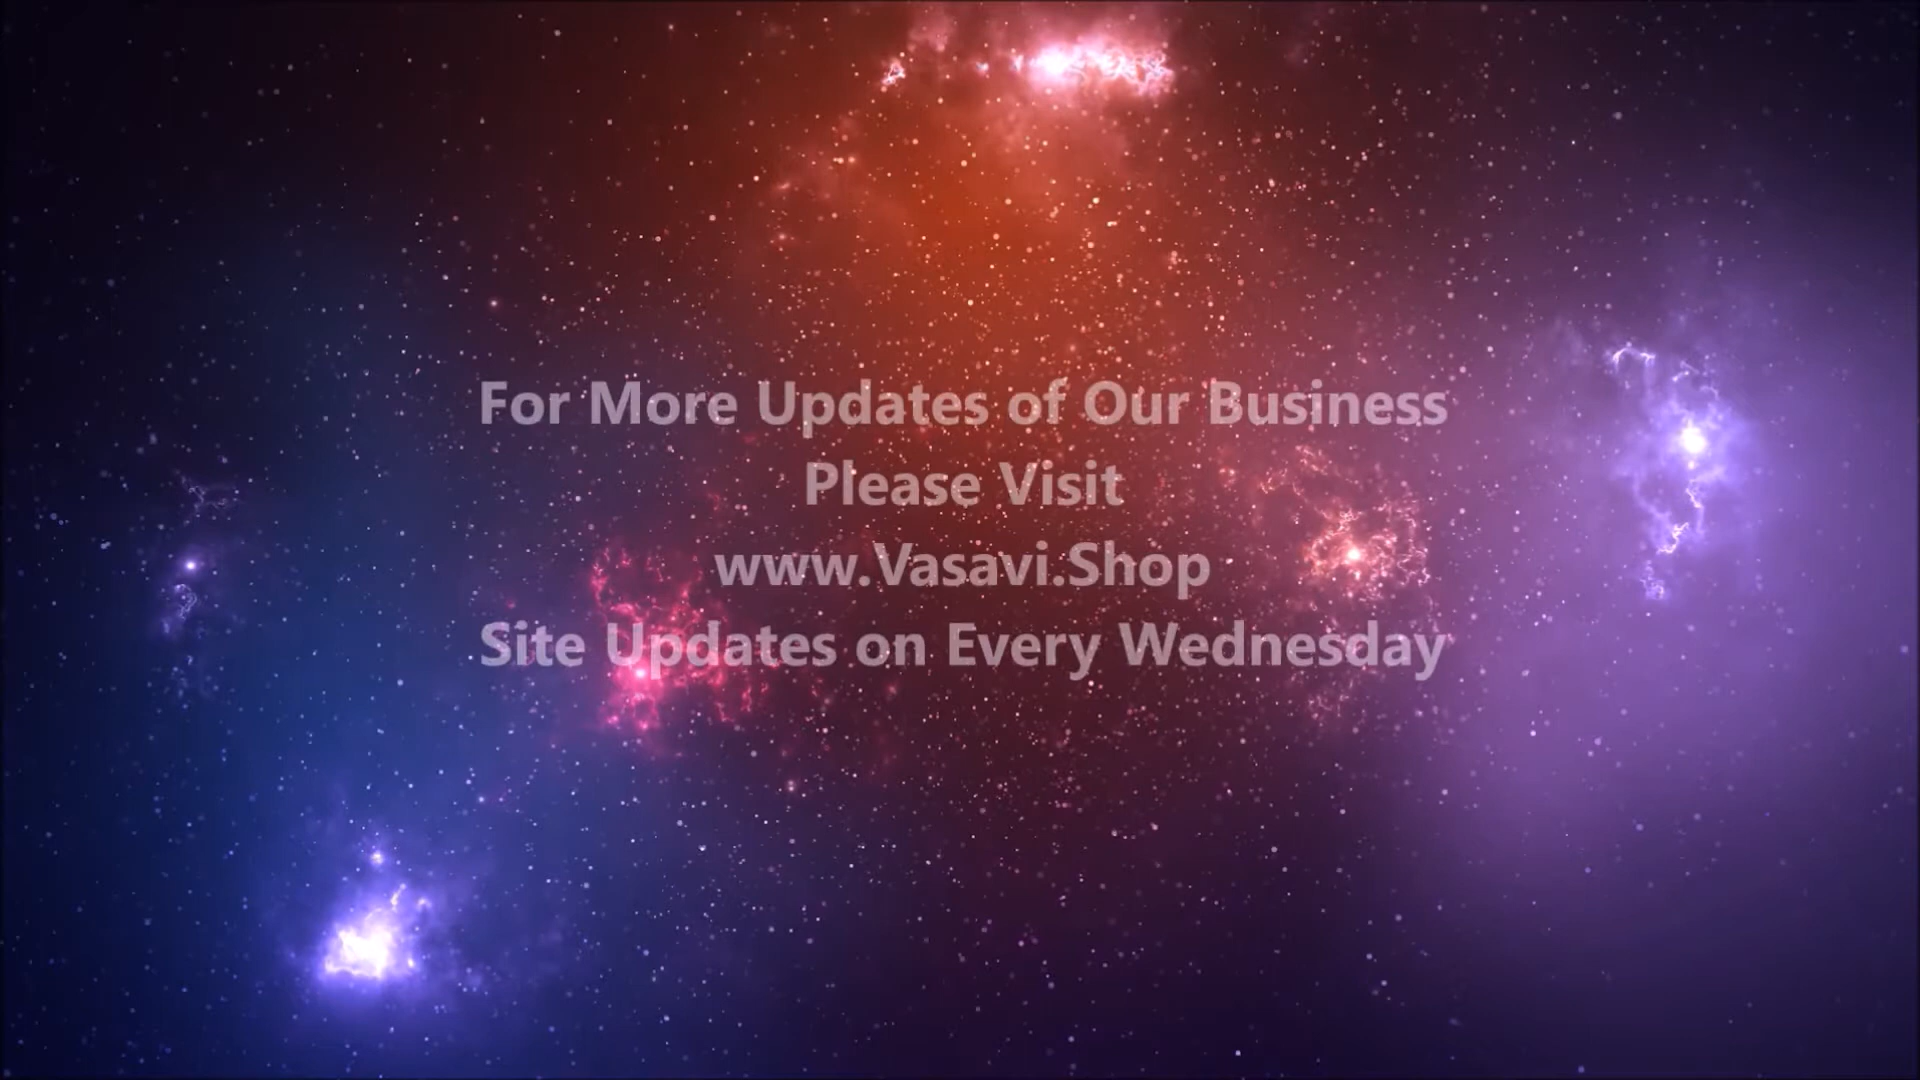 For More Updates of Our Business
Please Visit
www.Vasavi.Shop
Site Updates on Every Wednesday